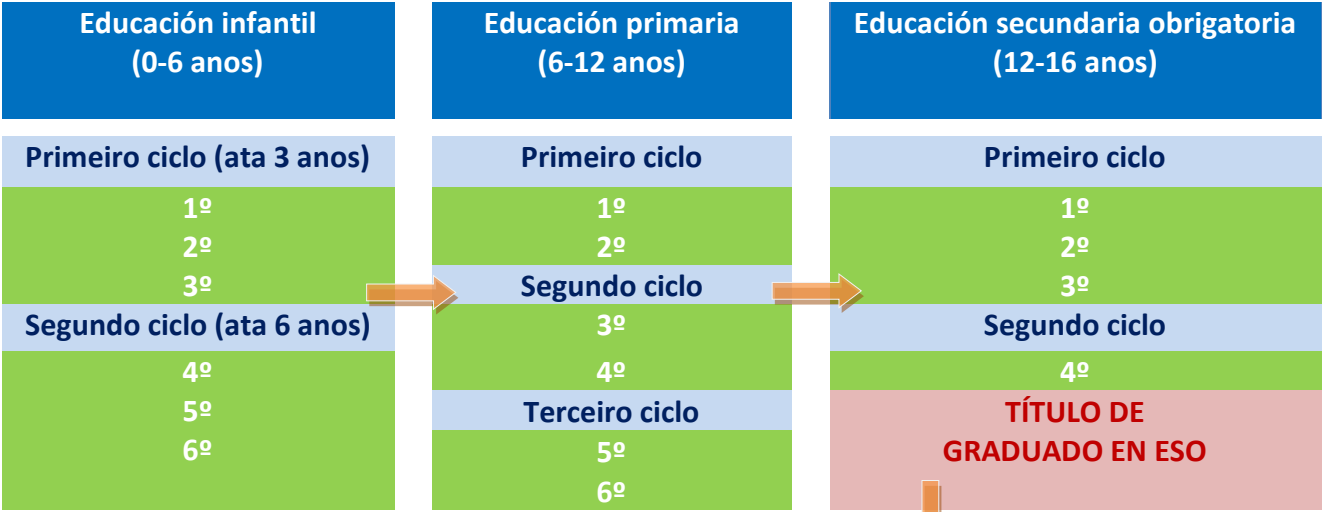 Educación infantil
(0-6 anos)
Primeiro ciclo (ata 3 anos)
1º
2º
3º
Segundo ciclo (ata 6 anos)
4º
5º
6º
Educación primaria
(6-12 anos)
Primeiro ciclo
1º
2º
Segundo ciclo
3º
4º
Terceiro ciclo
5º
6º
Educación secundaria obrigatoria
(12-16 anos)
Primeiro ciclo
1º
2º
3º
Segundo ciclo
4º
TÍTULO DE
GRADUADO EN ESO